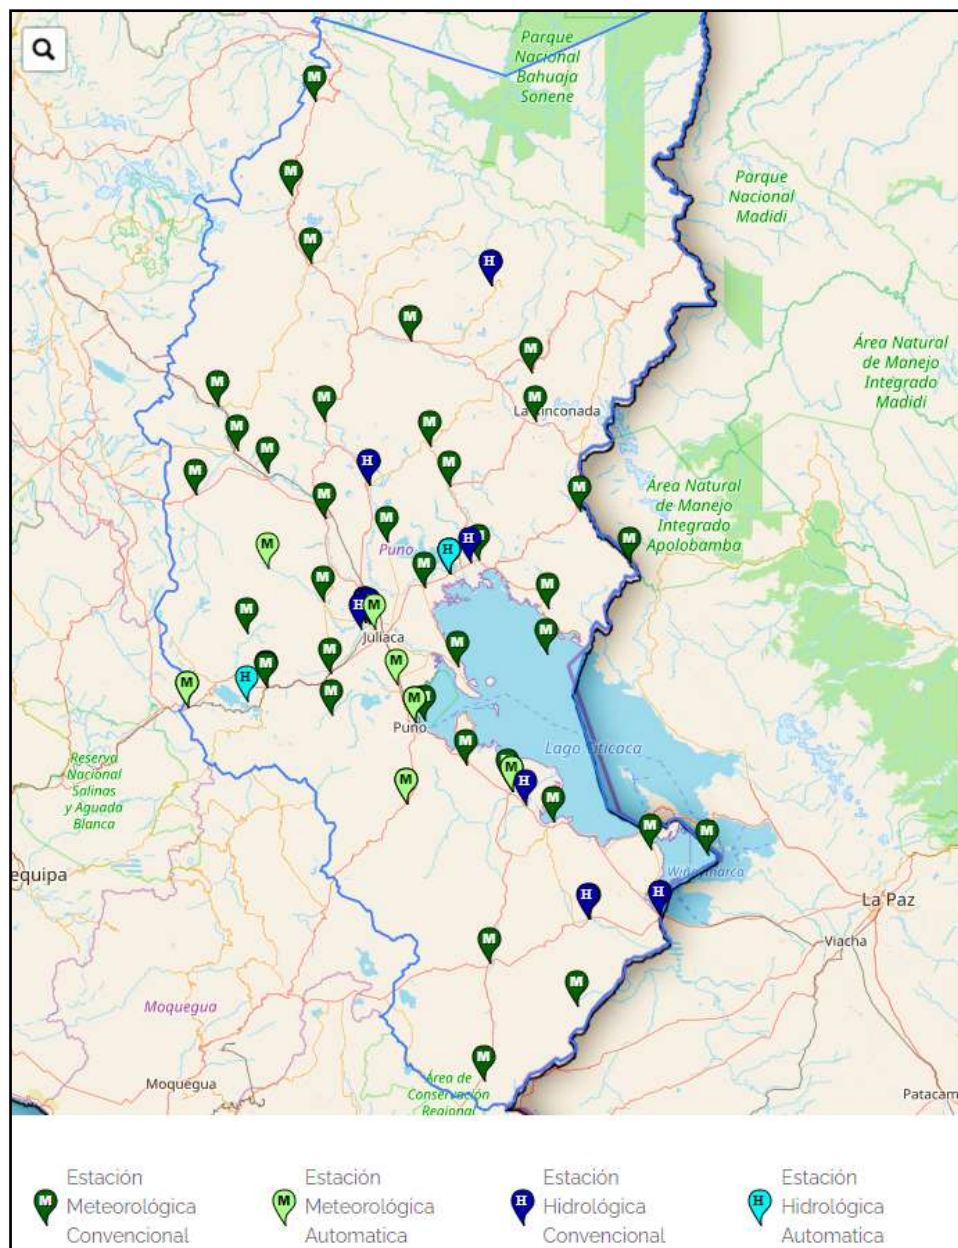 Parque
Nacional
Bahuaja
Sonene
M
Parque
Nacional
Madidi
M
M
H
M
M
Área Natural
de Manejo
Integrado
Madidi
M
M
M
La Rinconada
M
M
M
M
H
M
M
M
Área Natural
de Manejo
Integrado
Apolobamba
M
M
M
Puno
H
H
M
M
M
M
M
H
M
Juliaca
M
M
M
M
M
M
H
M
M
M
Puno
M
Lago Titicaca
Reserva
Nacional
Salinas
y Aguada
Blanca
M
M
H
M
M
M
equipa
H
H
La Paz
M
Viacha
M
Moquegua
M
Área de
Conservación
Regional
Moquegua
Patacam
M Estación
Meteorológica
Convencional
M Estación
Meteorológica
Automatica
H Estación
Hidrológica
Convencional
H Estación
Hidrológica
Automatica